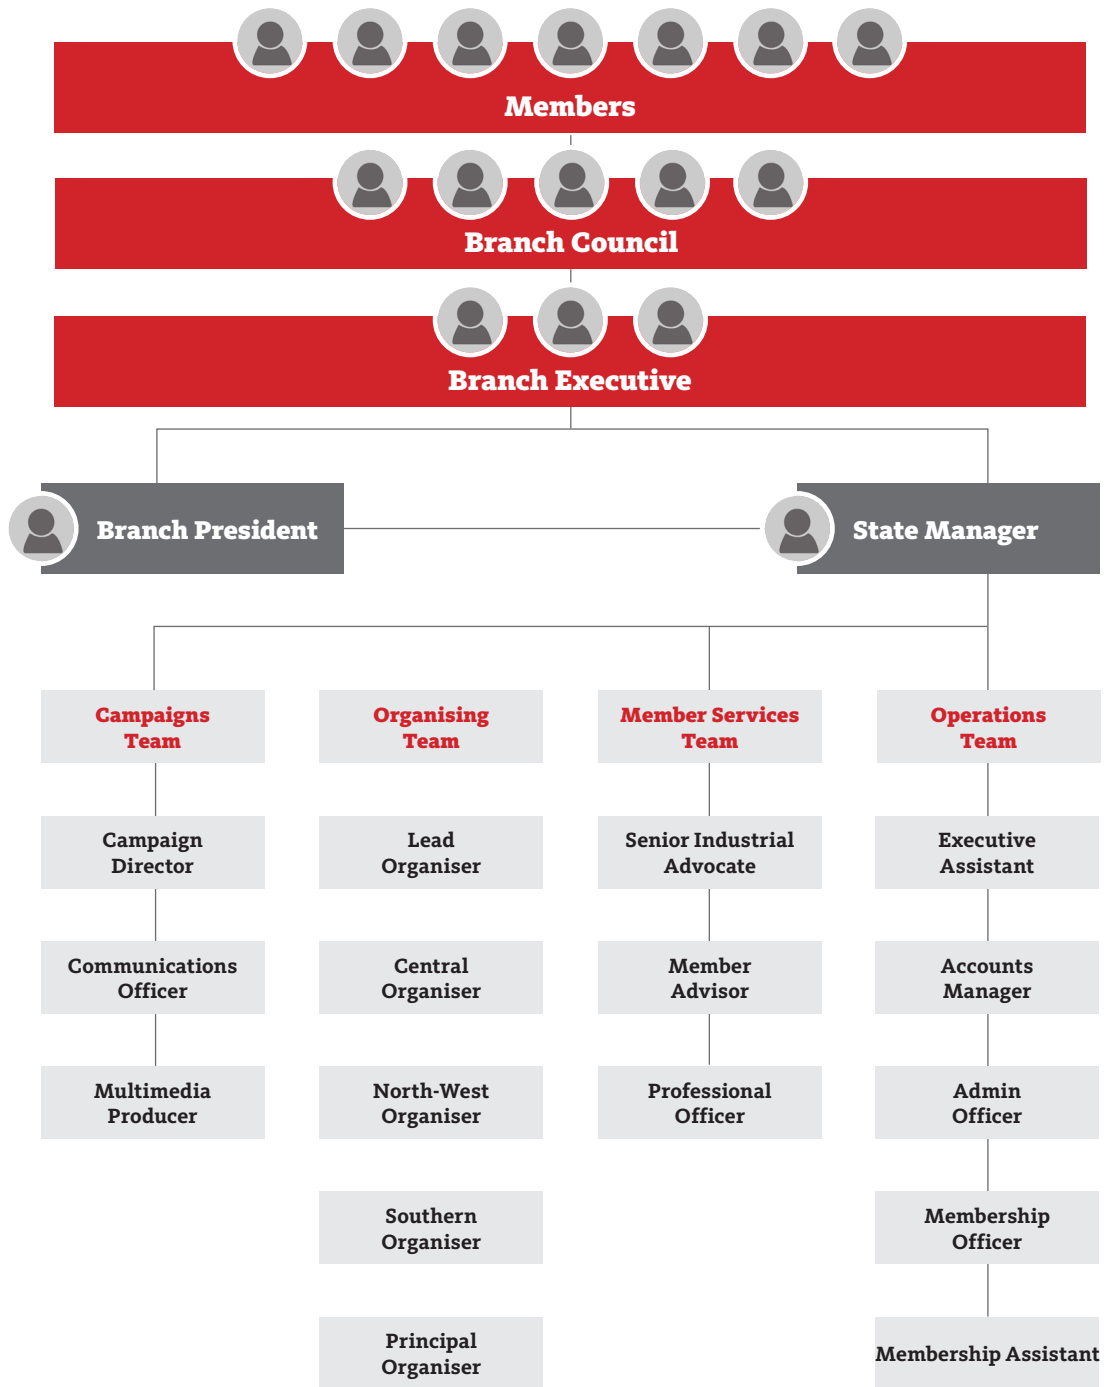 Members
Branch Council
Branch Executive
Branch President
State Manager
Campaigns
Team
Organising
Team
Member Services
Team
Operations
Team
Campaign
Director
Lead
Organiser
Senior Industrial
Advocate
Executive
Assistant
Communications
Officer
Central
Organiser
Member
Advisor
Accounts
Manager
Multimedia
Producer
North-West
Organiser
Professional
Officer
Admin
Officer
Southern
Organiser
Membership
Officer
Principal
Organiser
Membership Assistant